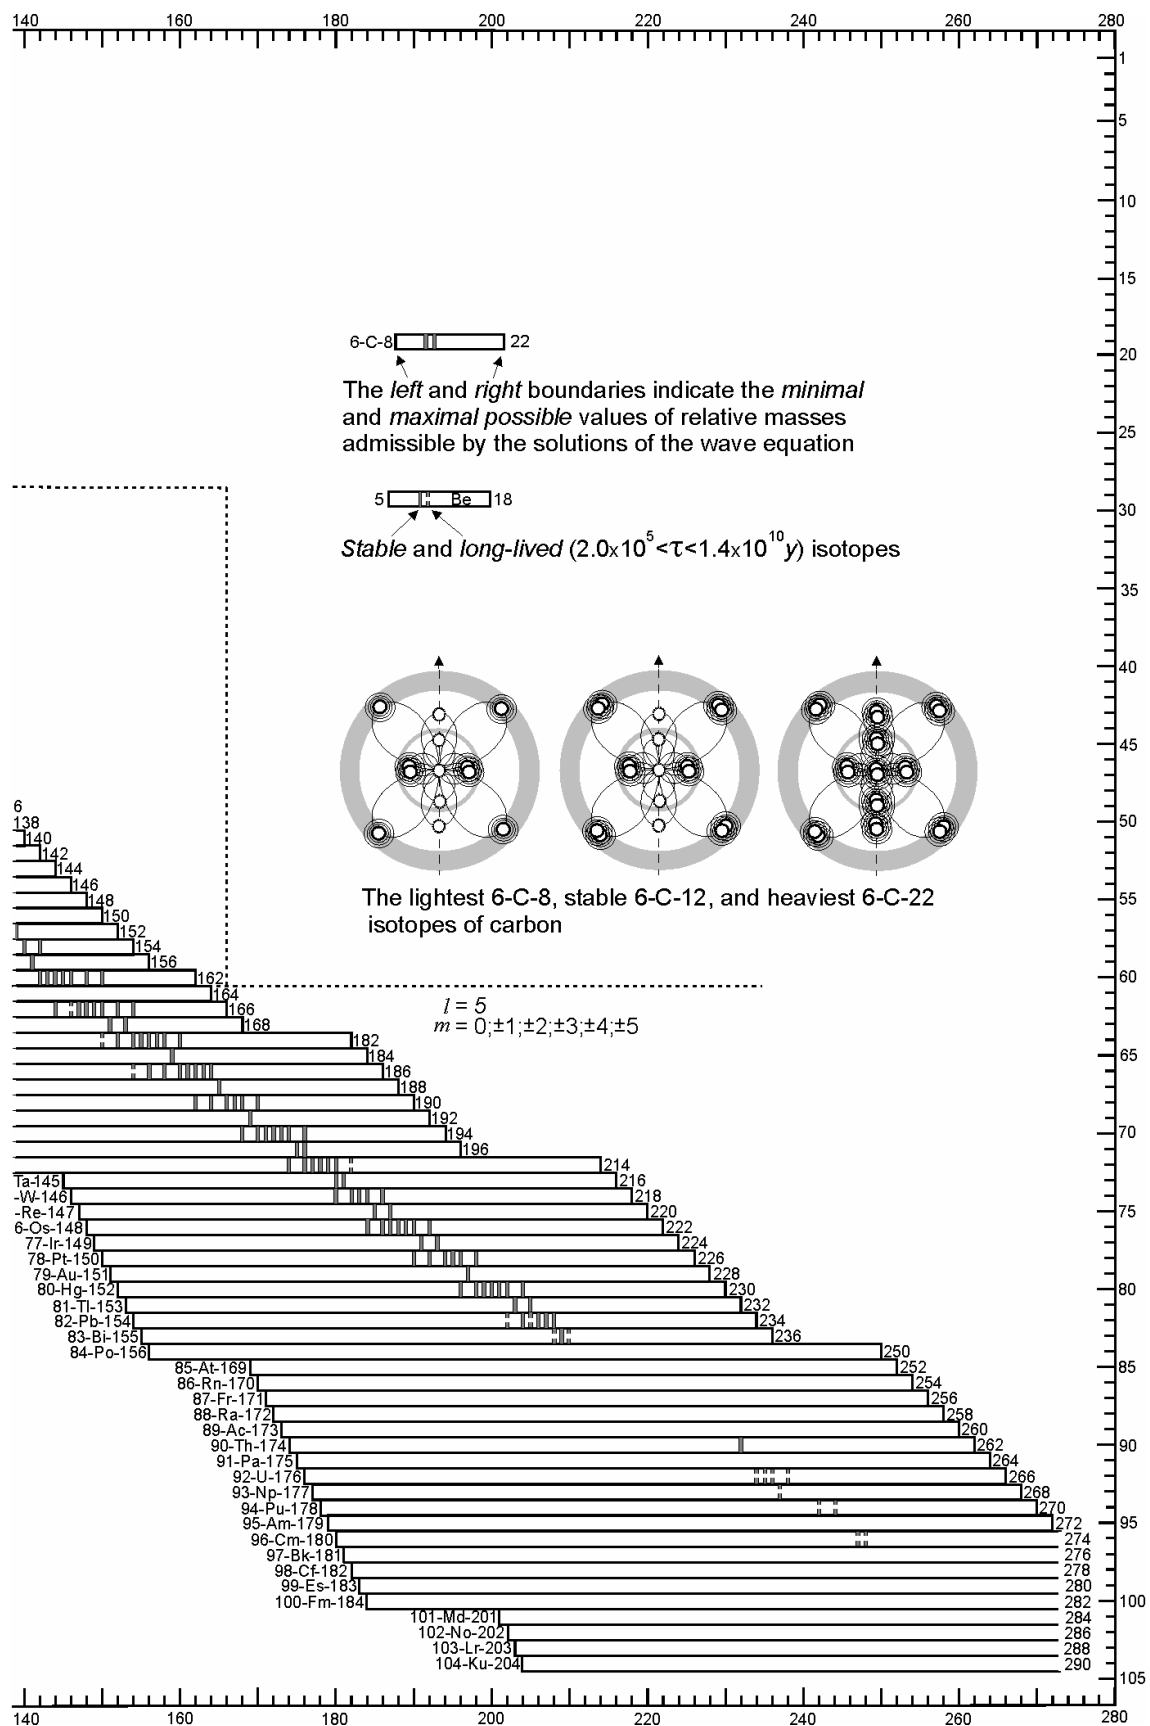 140 160 180 200 220 240 260 280
1
5
10
15
6-C-8 22
20
The left and right boundaries indicate the minimal
and maximal possible values of relative masses
admissible by the solutions of the wave equation
25
5 Be 18
30
Stable and long-lived (2.0x10^5<τ<1.4x10^10 y) isotopes
35
40
45
6
138
50
140
142
144
146
The lightest 6-C-8, stable 6-C-12, and heaviest 6-C-22
isotopes of carbon
148
55
150
152
154
156
162
60
164
l = 5
166
m = 0;±1;±2;±3;±4;±5
168
182
184
65
186
188
190
192
194
70
196
214
Ta-145 216
-W-146 218
-Re-147 220
75
6-Os-148 222
77-Ir-149 224
78-Pt-150 226
79-Au-151 228
80-Hg-152 230
80
81-Tl-153 232
82-Pb-154 234
83-Bi-155 236
84-Po-156 250
85-At-169 252
85
86-Rn-170 254
87-Fr-171 256
88-Ra-172 258
89-Ac-173 260
90-Th-174 262
90
91-Pa-175 264
92-U-176 266
93-Np-177 268
94-Pu-178 270
95-Am-179 272
95
96-Cm-180 274
97-Bk-181 276
98-Cf-182 278
99-Es-183 280
100-Fm-184 282
100
101-Md-201 284
102-No-202 286
103-Lr-203 288
104-Ku-204 290
105
140 160 180 200 220 240 260 280